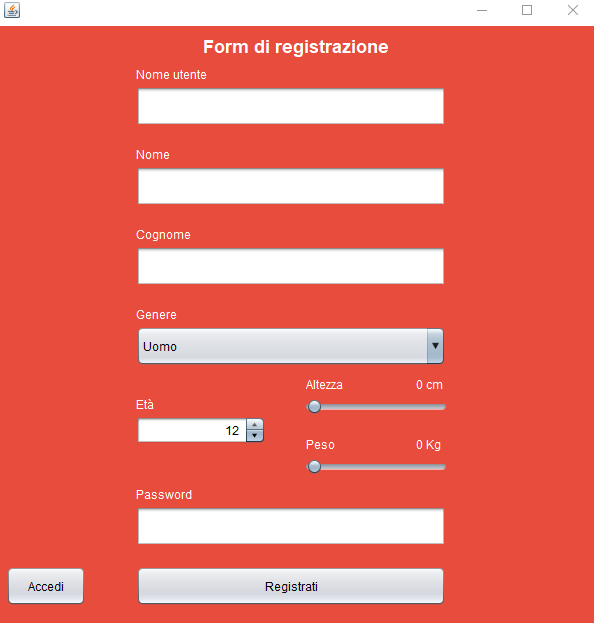 Form di registrazione
Nome utente
Nome
Cognome
Genere
Uomo
Altezza 0 cm
Età
12
Peso 0 Kg
Password
Accedi Registrati